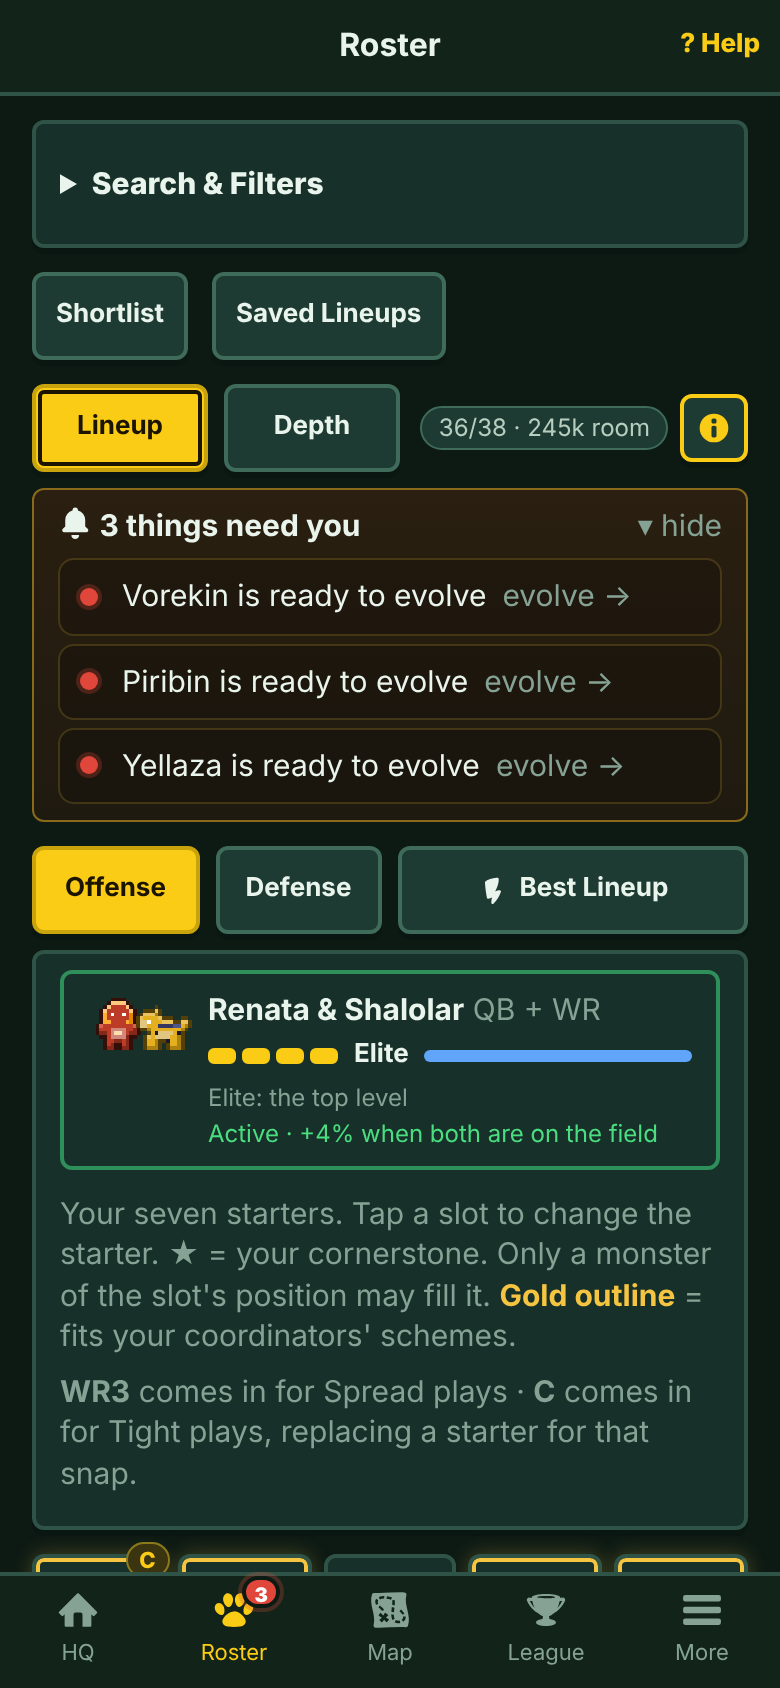 Roster
? Help
▶ Search & Filters
Shortlist
Saved Lineups
Lineup
Depth
36/38 · 245k room
3 things need you
▾ hide
Vorekin is ready to evolve evolve →
Piribin is ready to evolve evolve →
Yellaza is ready to evolve evolve →
Offense
Defense
Best Lineup
Renata & Shalolar QB + WR
Elite
Elite: the top level
Active · +4% when both are on the field
Your seven starters. Tap a slot to change the
starter. ★ = your cornerstone. Only a monster
of the slot's position may fill it. Gold outline =
fits your coordinators' schemes.
WR3 comes in for Spread plays · C comes in
for Tight plays, replacing a starter for that
snap.
C
3
HQ
Roster
Map
League
More